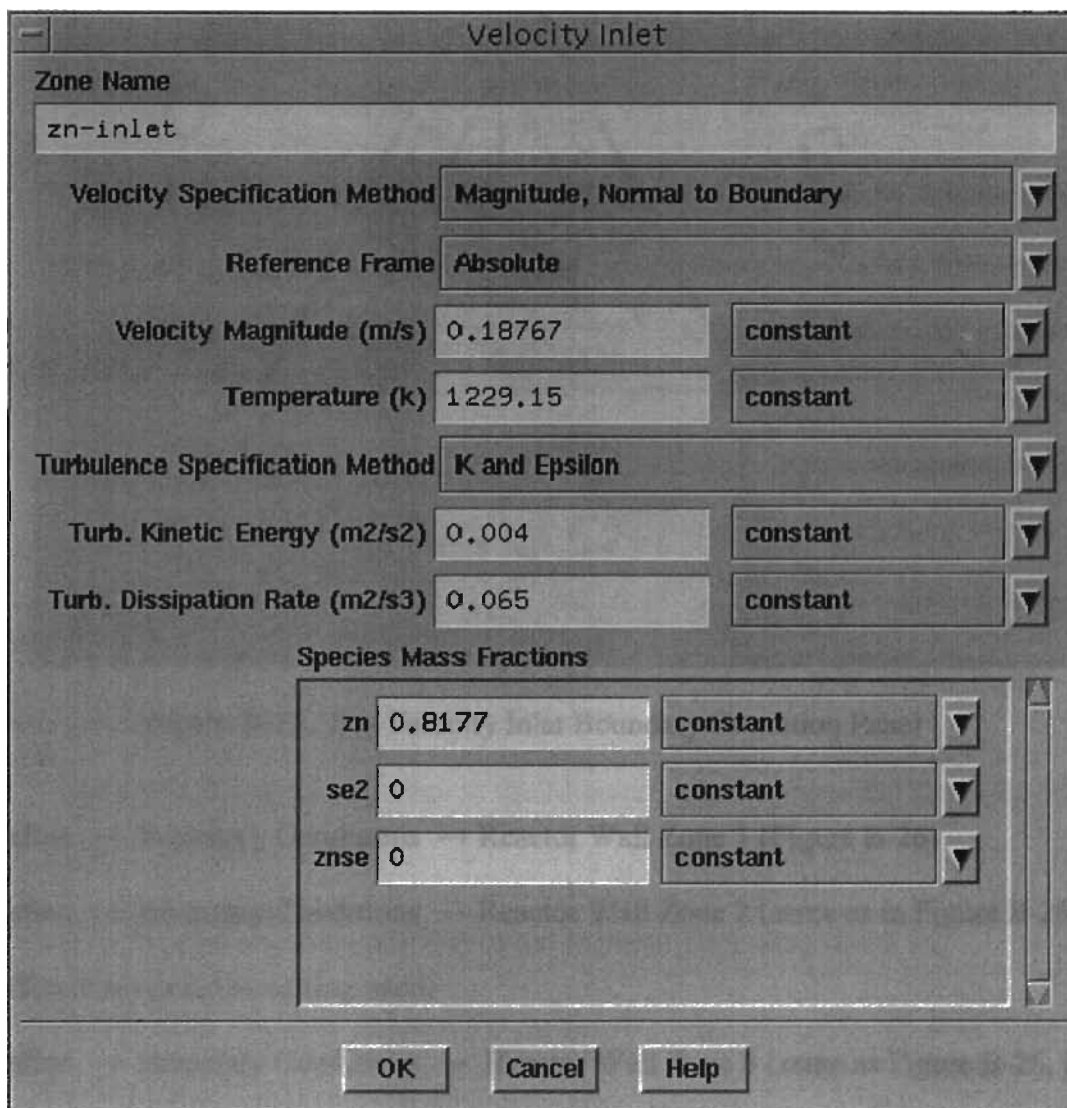 Velocity Inlet
Zone Name
zn-inlet
Velocity Specification Method Magnitude, Normal to Boundary
Reference Frame Absolute
Velocity Magnitude (m/s) 0.18767 constant
Temperature (k) 1229.15 constant
Turbulence Specification Method K and Epsilon
Turb. Kinetic Energy (m2/s2) 0.004 constant
Turb. Dissipation Rate (m2/s3) 0.065 constant
Species Mass Fractions
zn 0.8177 constant
se2 0 constant
znse 0 constant
OK Cancel Help